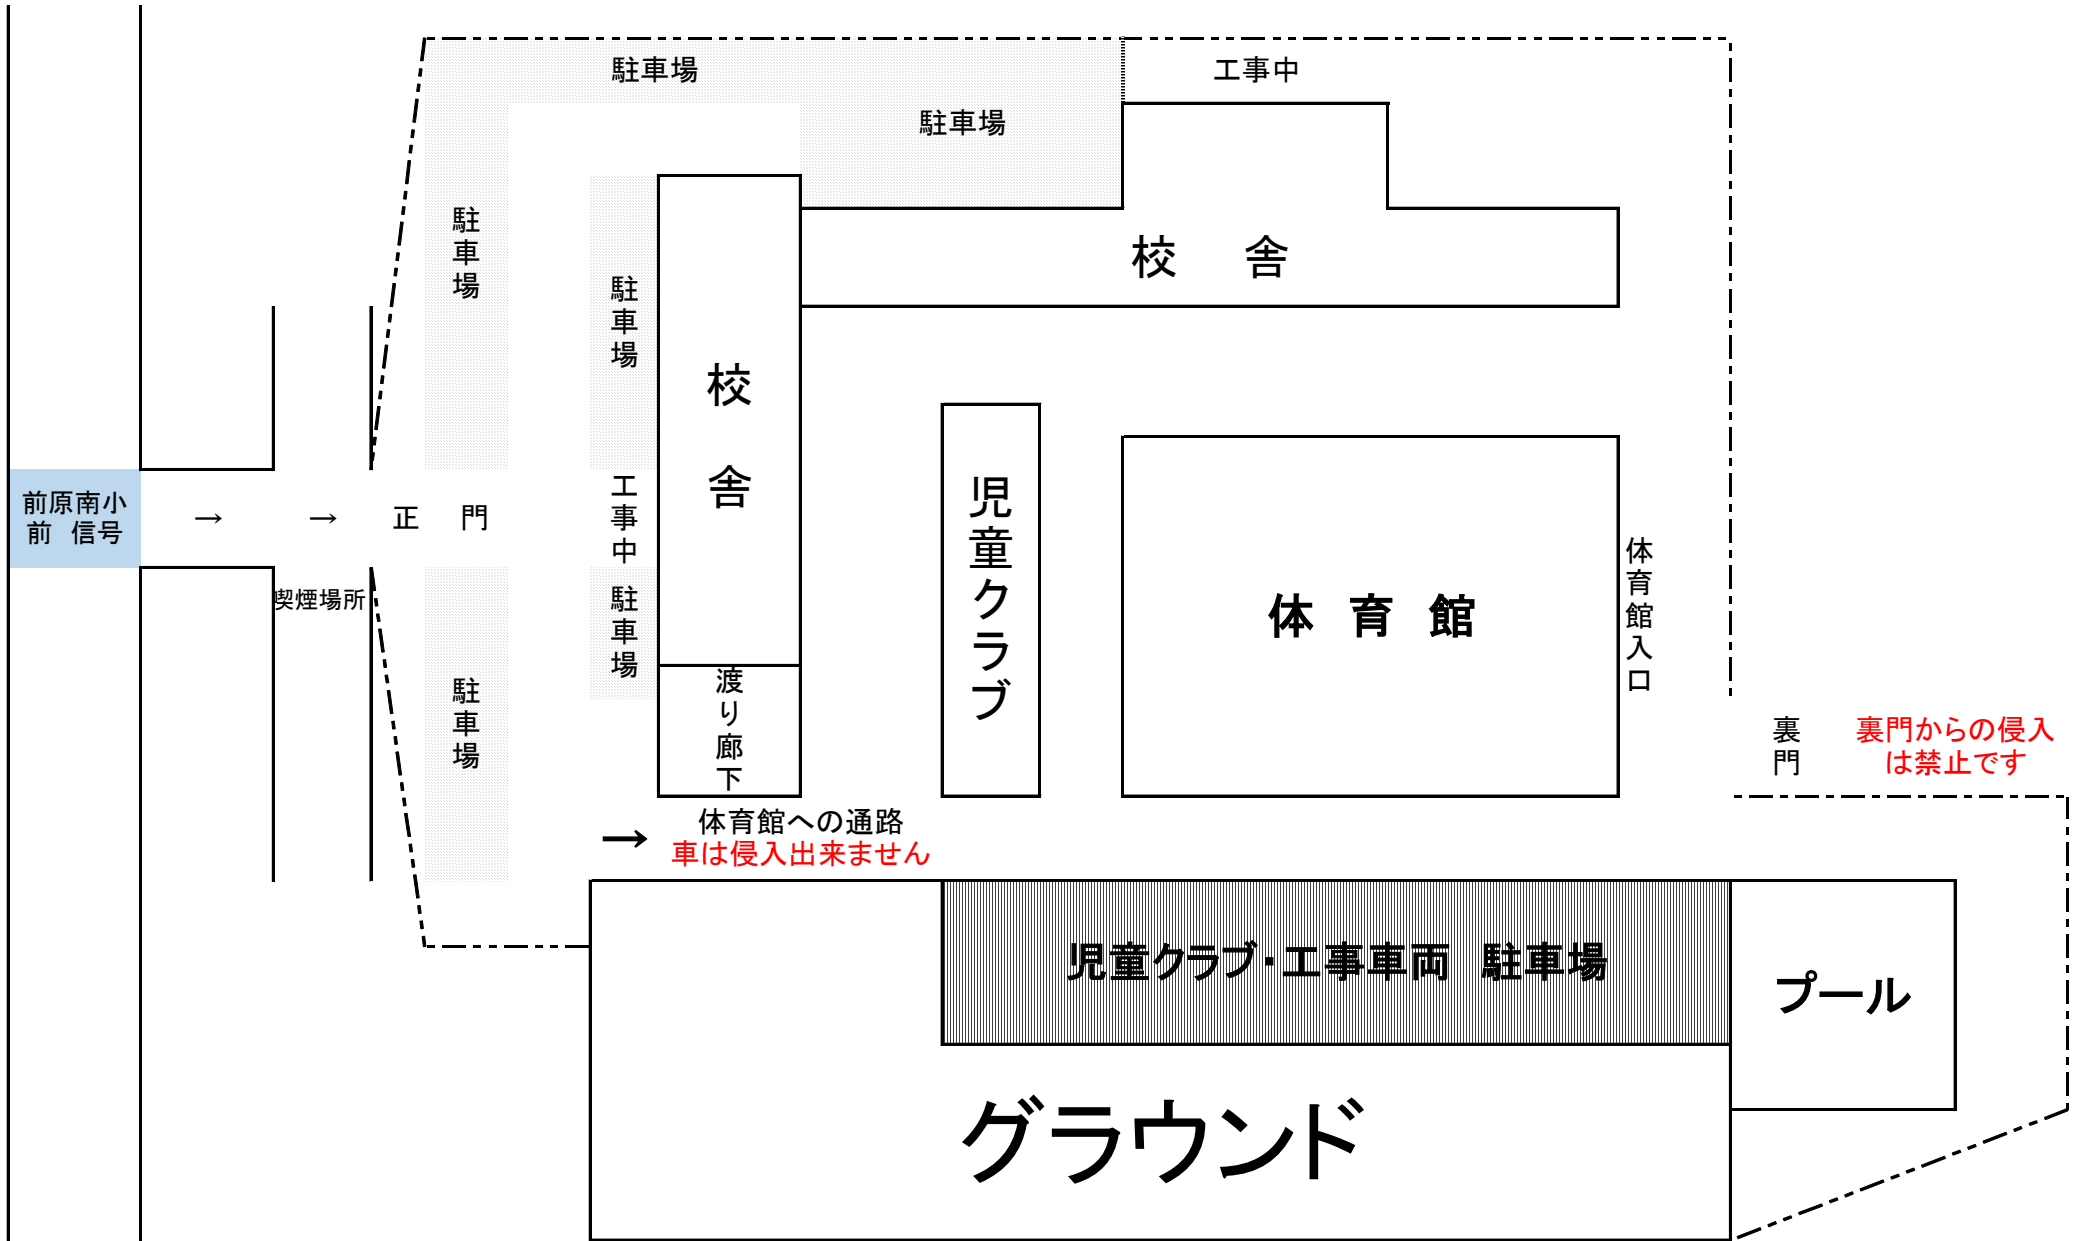 駐車場
工事中
駐車場
駐車場
駐車場
校　舎
校　舎
前原南小
前　信号
→
→
正　門
工事中
喫煙場所
駐車場
駐車場
渡り廊下
児童クラブ
体　育　館
体育館入口
裏門
裏門からの侵入
は禁止です
→
体育館への通路
車は侵入出来ません
児童クラブ・工事車両　駐車場
プール
グラウンド